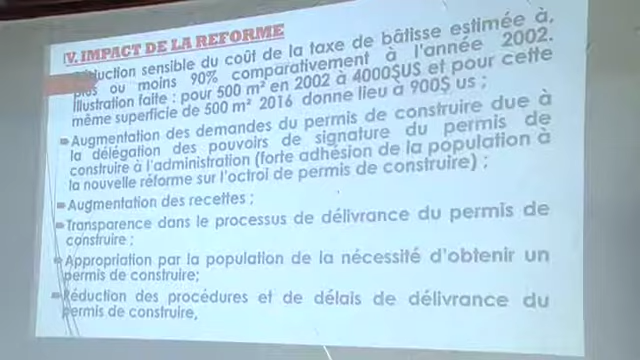 IV. IMPACT DE LA REFORME
Réduction sensible du coût de la taxe de bâtisse estimée à,
plus ou moins 90% comparativement à l'année 2002.
Illustration faite : pour 500 m² en 2002 à 4000$US et pour cette
même superficie de 500 m² 2016 donne lieu à 900$ us ;
Augmentation des demandes du permis de construire due à
la délégation des pouvoirs de signature du permis de
construire à l'administration (forte adhésion de la population à
la nouvelle réforme sur l'octroi de permis de construire) ;
Augmentation des recettes ;
Transparence dans le processus de délivrance du permis de
construire ;
Appropriation par la population de la nécessité d'obtenir un
permis de construire;
Réduction des procédures et de délais de délivrance du
permis de construire,